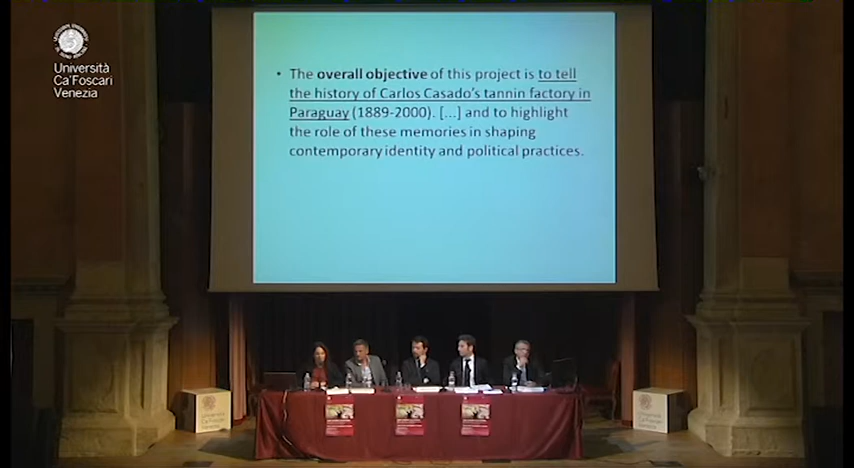 Università
Ca'Foscari
Venezia
• The overall objective of this project is to tell
the history of Carlos Casado's tannin factory in
Paraguay (1889-2000). [...] and to highlight
the role of these memories in shaping
contemporary identity and political practices.